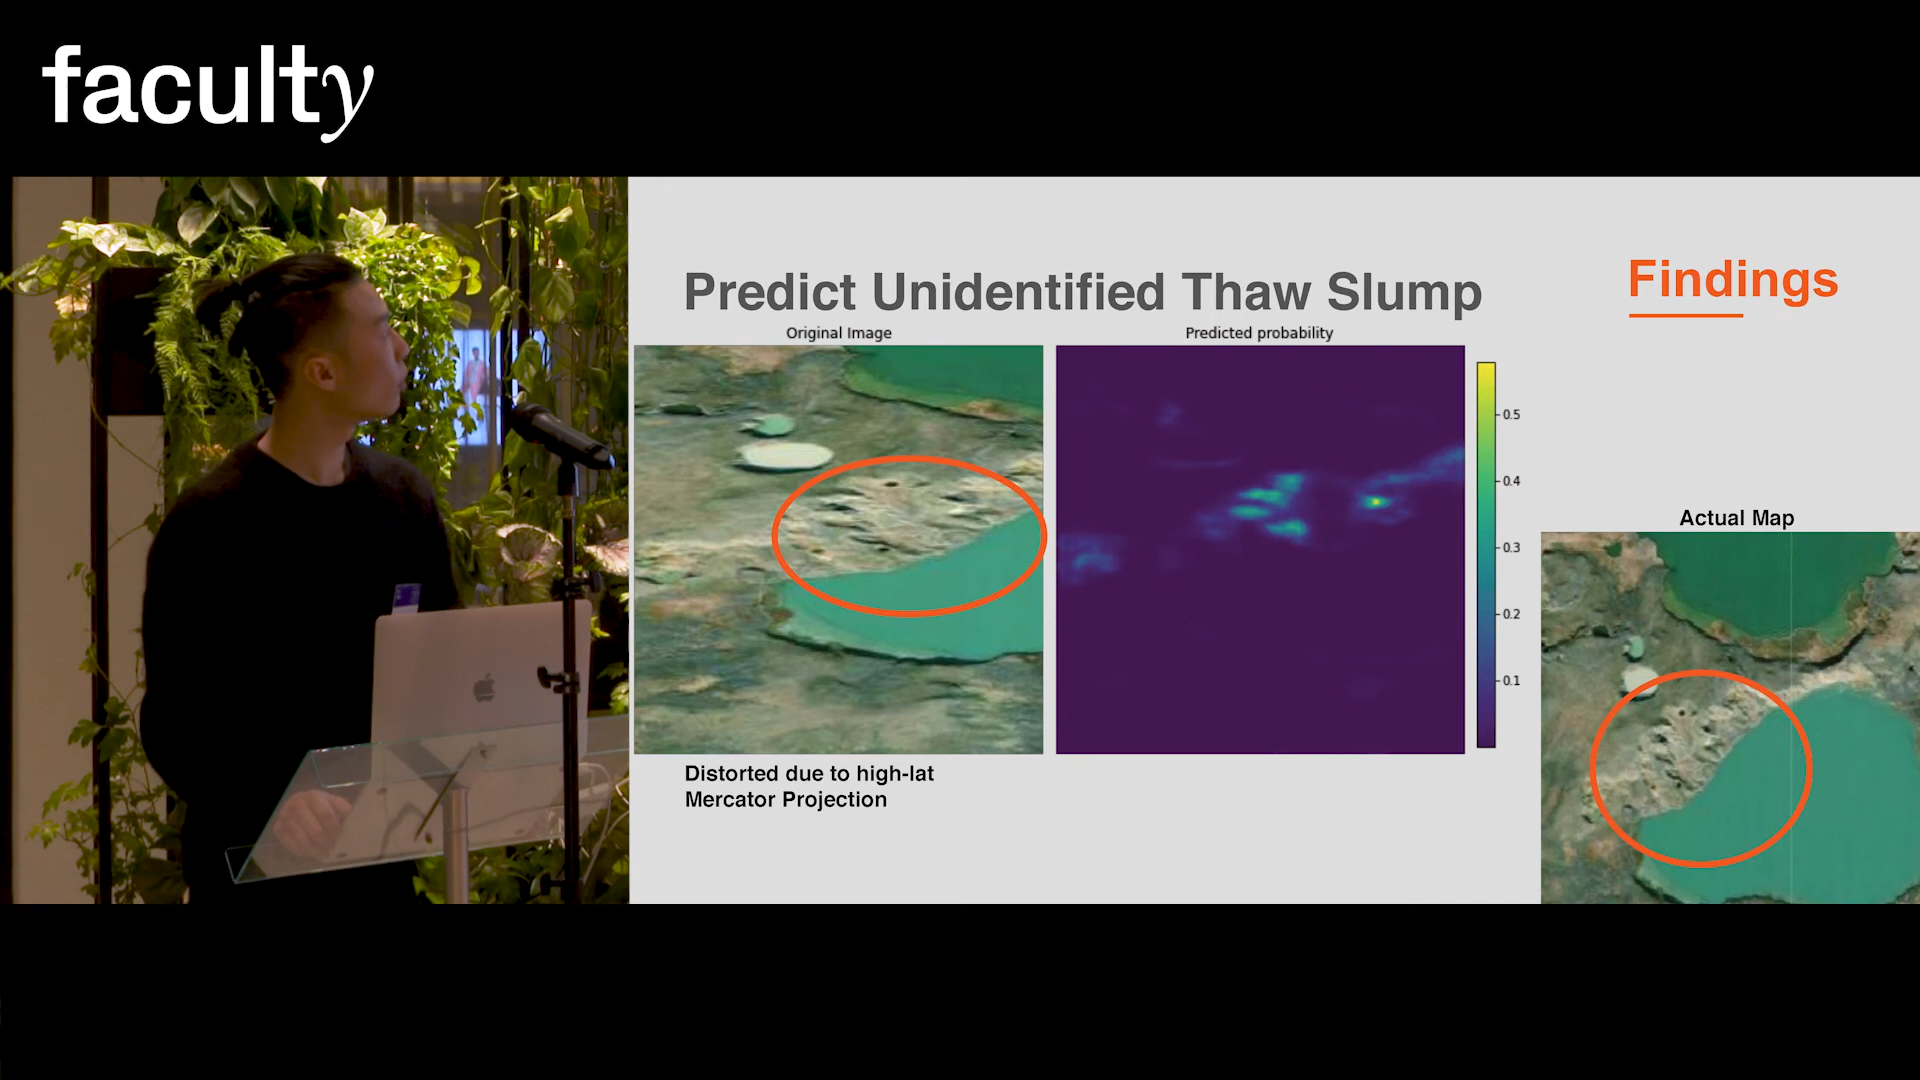 faculty
Predict Unidentified Thaw Slump
Findings
Original Image
Predicted probability
0.5
0.4
0.3
0.2
0.1
Actual Map
Distorted due to high-lat
Mercator Projection